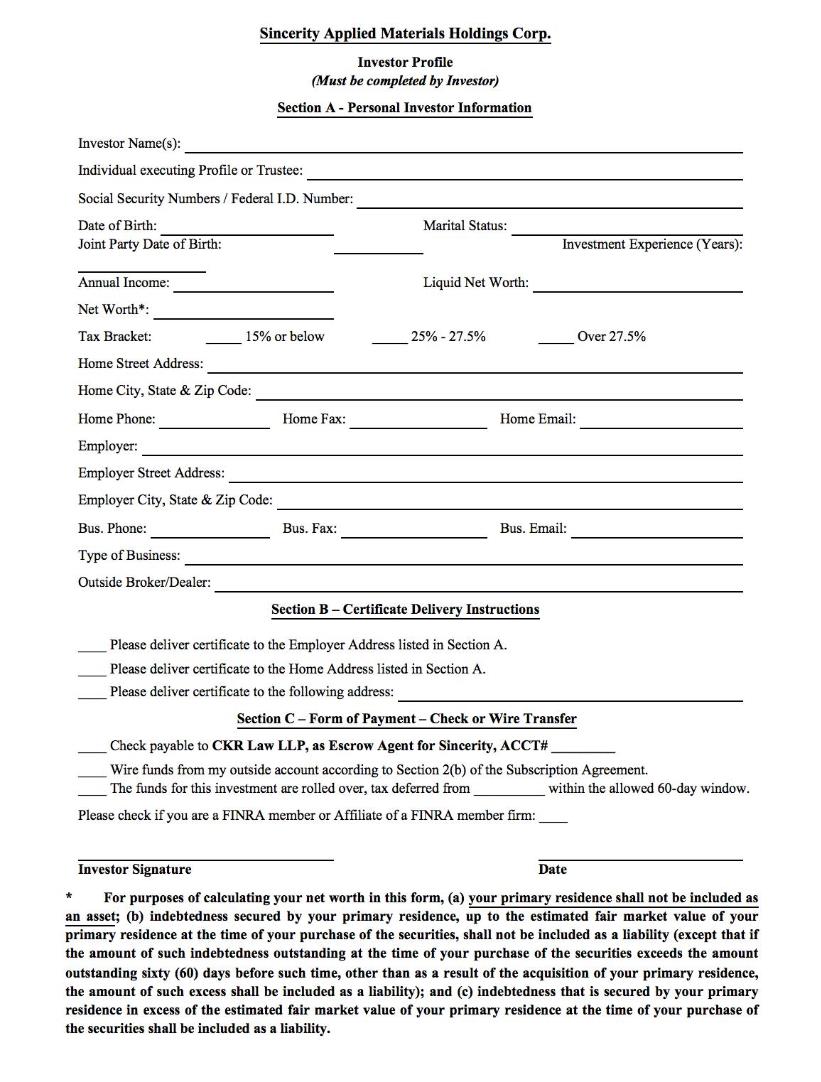 Sincerity Applied Materials Holdings Corp.
Investor Profile
(Must be completed by Investor)
Section A - Personal Investor Information
Investor Name(s):
Individual executing Profile or Trustee:
Social Security Numbers / Federal I.D. Number:
Date of Birth: Marital Status:
Joint Party Date of Birth: Investment Experience (Years):
Annual Income: Liquid Net Worth:
Net Worth*:
Tax Bracket: _____ 15% or below _____ 25% - 27.5% _____ Over 27.5%
Home Street Address:
Home City, State & Zip Code:
Home Phone: Home Fax: Home Email:
Employer:
Employer Street Address:
Employer City, State & Zip Code:
Bus. Phone: Bus. Fax: Bus. Email:
Type of Business:
Outside Broker/Dealer:
Section B – Certificate Delivery Instructions
____ Please deliver certificate to the Employer Address listed in Section A.
____ Please deliver certificate to the Home Address listed in Section A.
____ Please deliver certificate to the following address:
Section C – Form of Payment – Check or Wire Transfer
____ Check payable to CKR Law LLP, as Escrow Agent for Sincerity, ACCT# _________
____ Wire funds from my outside account according to Section 2(b) of the Subscription Agreement.
____ The funds for this investment are rolled over, tax deferred from __________ within the allowed 60-day window.
Please check if you are a FINRA member or Affiliate of a FINRA member firm: ____
Investor Signature Date
* For purposes of calculating your net worth in this form, (a) your primary residence shall not be included as
an asset; (b) indebtedness secured by your primary residence, up to the estimated fair market value of your
primary residence at the time of your purchase of the securities, shall not be included as a liability (except that if
the amount of such indebtedness outstanding at the time of your purchase of the securities exceeds the amount
outstanding sixty (60) days before such time, other than as a result of the acquisition of your primary residence,
the amount of such excess shall be included as a liability); and (c) indebtedness that is secured by your primary
residence in excess of the estimated fair market value of your primary residence at the time of your purchase of
the securities shall be included as a liability.